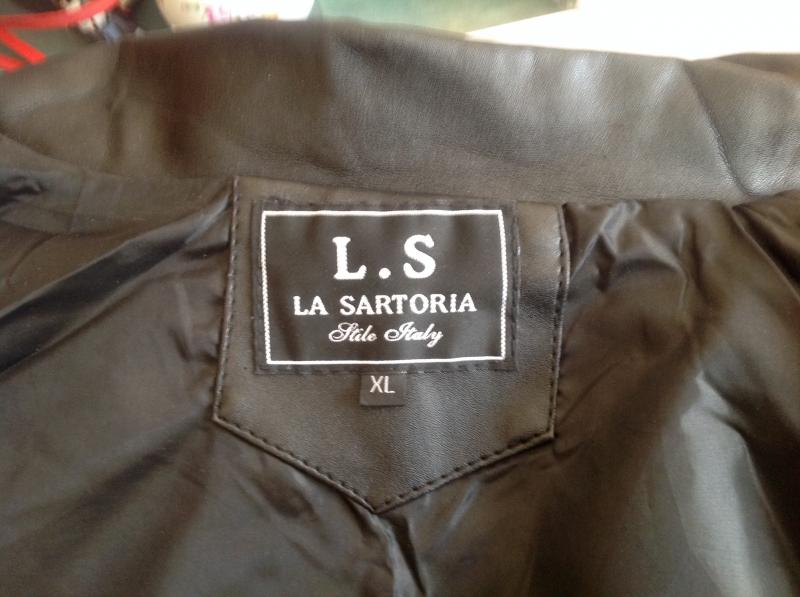 L.S
LA SARTORIA
Stile Italy
XL